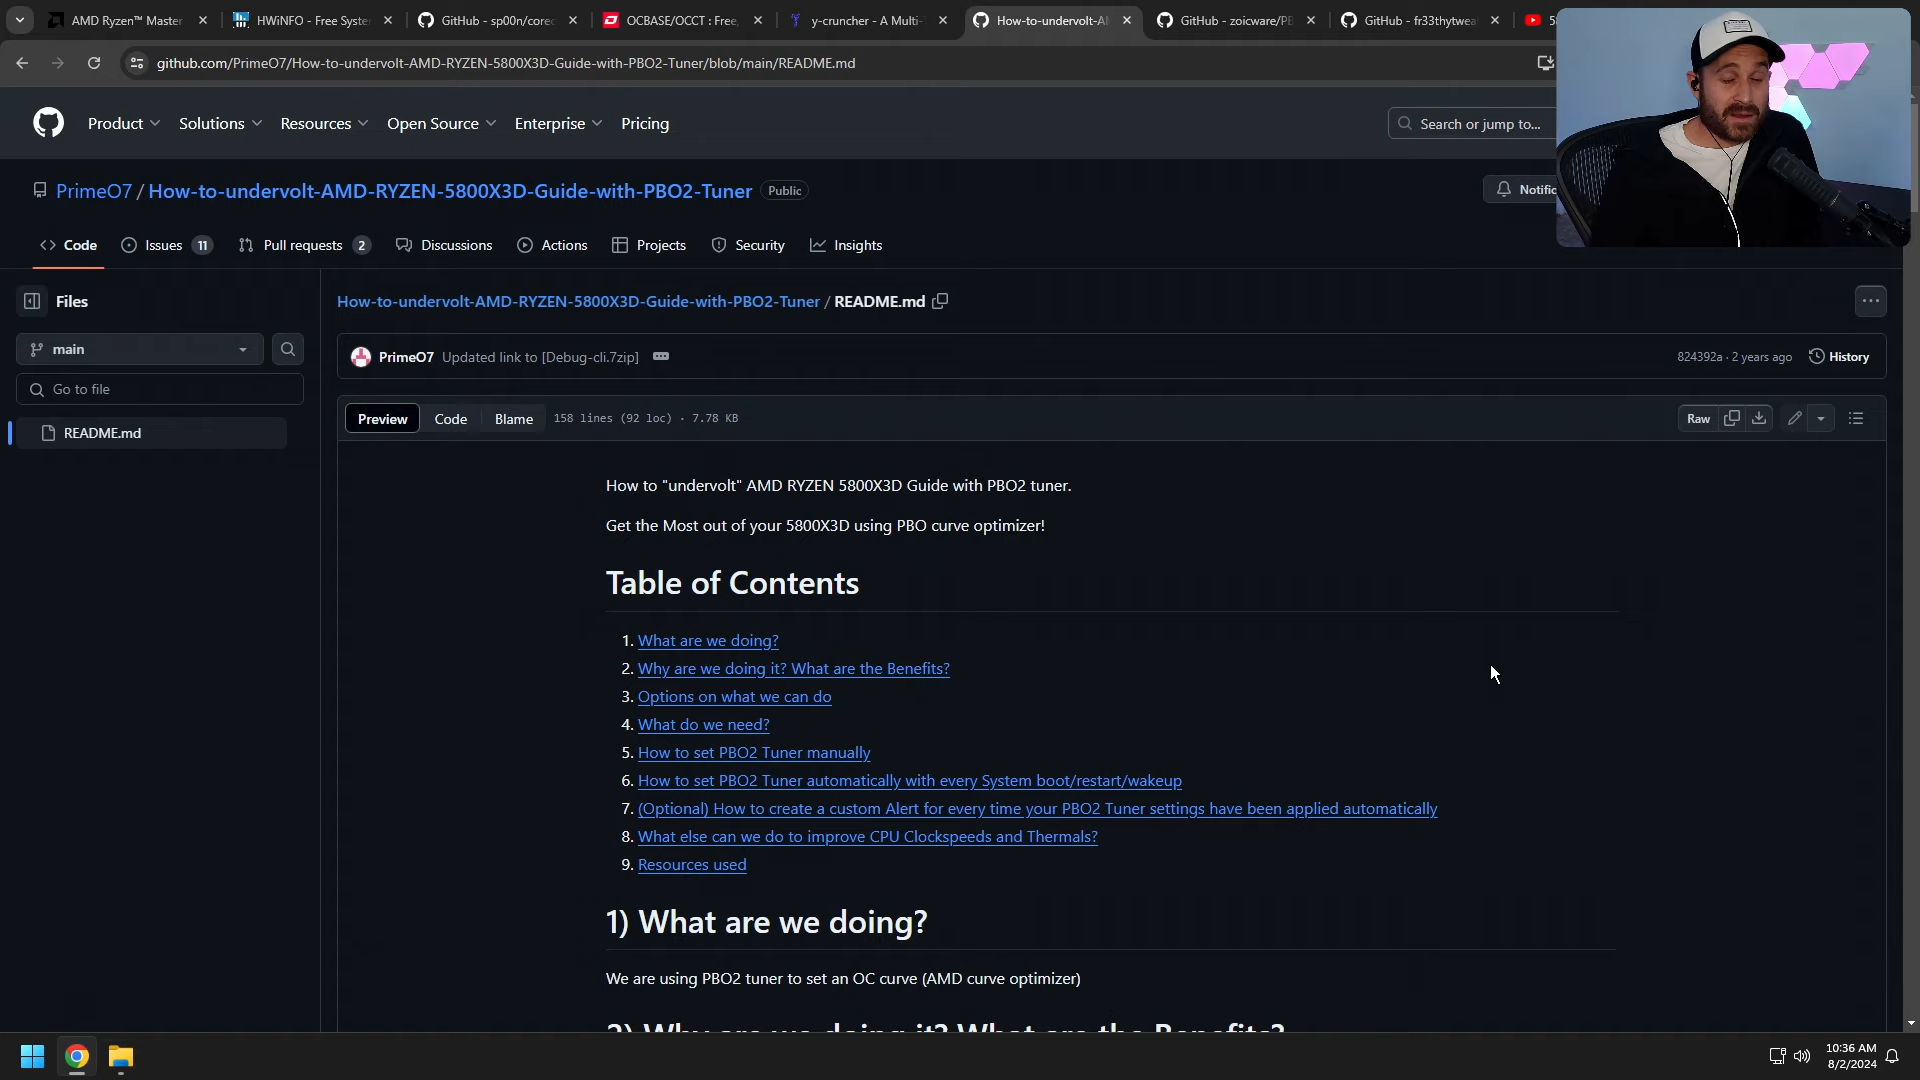 AMD Ryzen™ Master
HWiNFO - Free Syste
GitHub - sp00n/corec
OCBASE/OCCT : Free,
y-cruncher - A Multi-
How-to-undervolt-AM
GitHub - zoicware/PB
GitHub - fr33thytwea
github.com/PrimeO7/How-to-undervolt-AMD-RYZEN-5800X3D-Guide-with-PBO2-Tuner/blob/main/README.md
Product
Solutions
Resources
Open Source
Enterprise
Pricing
Search or jump to...
PrimeO7 / How-to-undervolt-AMD-RYZEN-5800X3D-Guide-with-PBO2-Tuner
Public
Notific
Code
Issues 11
Pull requests 2
Discussions
Actions
Projects
Security
Insights
Files
main
Go to file
README.md
How-to-undervolt-AMD-RYZEN-5800X3D-Guide-with-PBO2-Tuner / README.md
PrimeO7 Updated link to [Debug-cli.7zip]
824392a · 2 years ago
History
Preview
Code
Blame
158 lines (92 loc) · 7.78 KB
Raw
How to "undervolt" AMD RYZEN 5800X3D Guide with PBO2 tuner.
Get the Most out of your 5800X3D using PBO curve optimizer!
Table of Contents
1. What are we doing?
2. Why are we doing it? What are the Benefits?
3. Options on what we can do
4. What do we need?
5. How to set PBO2 Tuner manually
6. How to set PBO2 Tuner automatically with every System boot/restart/wakeup
7. (Optional) How to create a custom Alert for every time your PBO2 Tuner settings have been applied automatically
8. What else can we do to improve CPU Clockspeeds and Thermals?
9. Resources used
1) What are we doing?
We are using PBO2 tuner to set an OC curve (AMD curve optimizer)
2) Why are we doing it? What are the Benefits?
10:36 AM
8/2/2024